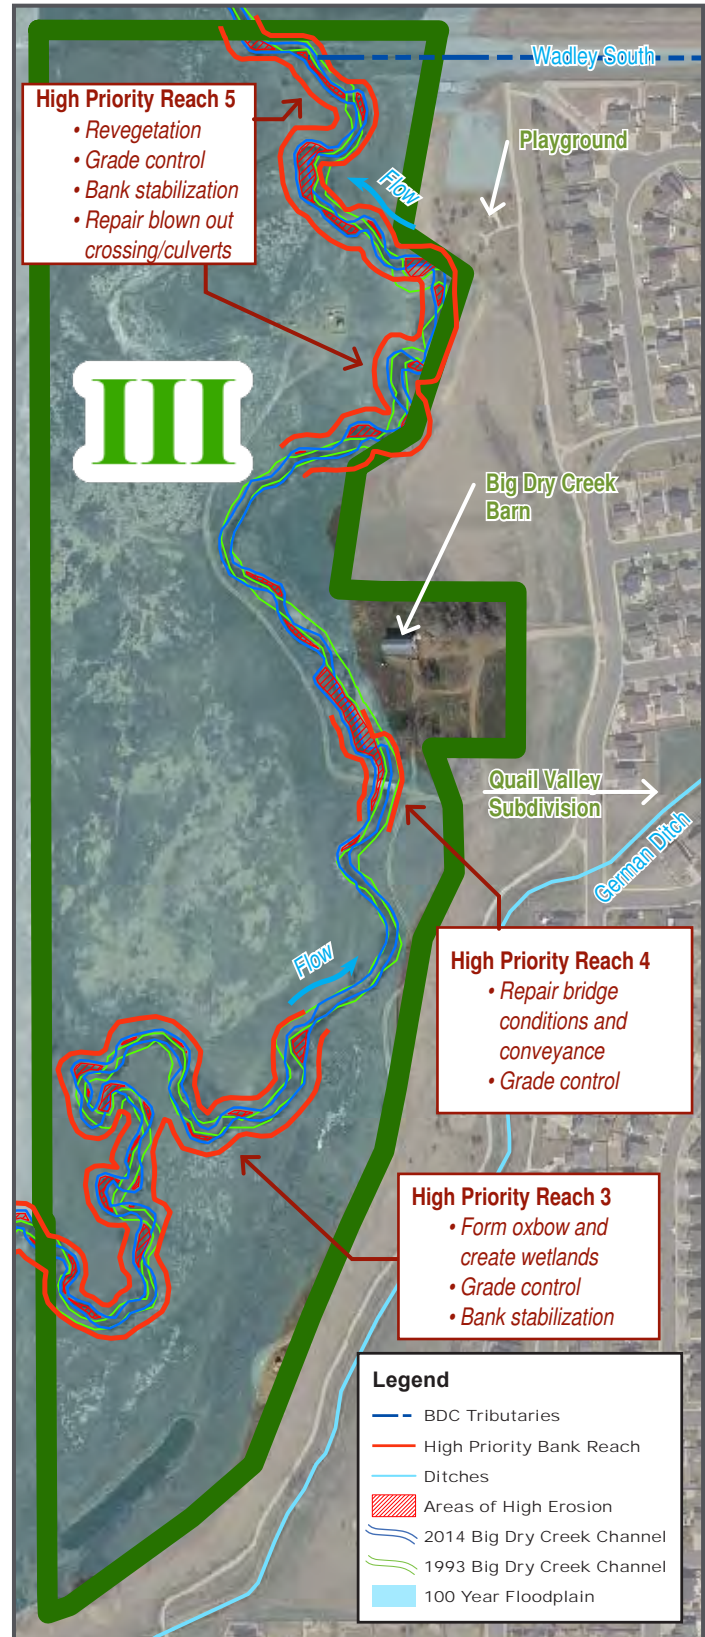 Wadley South
High Priority Reach 5
• Revegetation
• Grade control
• Bank stabilization
• Repair blown out
crossing/culverts
Playground
Flow
III
Big Dry Creek
Barn
Quail Valley
Subdivision
German Ditch
High Priority Reach 4
• Repair bridge
conditions and
conveyance
• Grade control
Flow
High Priority Reach 3
• Form oxbow and
create wetlands
• Grade control
• Bank stabilization
Legend
BDC Tributaries
High Priority Bank Reach
Ditches
Areas of High Erosion
2014 Big Dry Creek Channel
1993 Big Dry Creek Channel
100 Year Floodplain